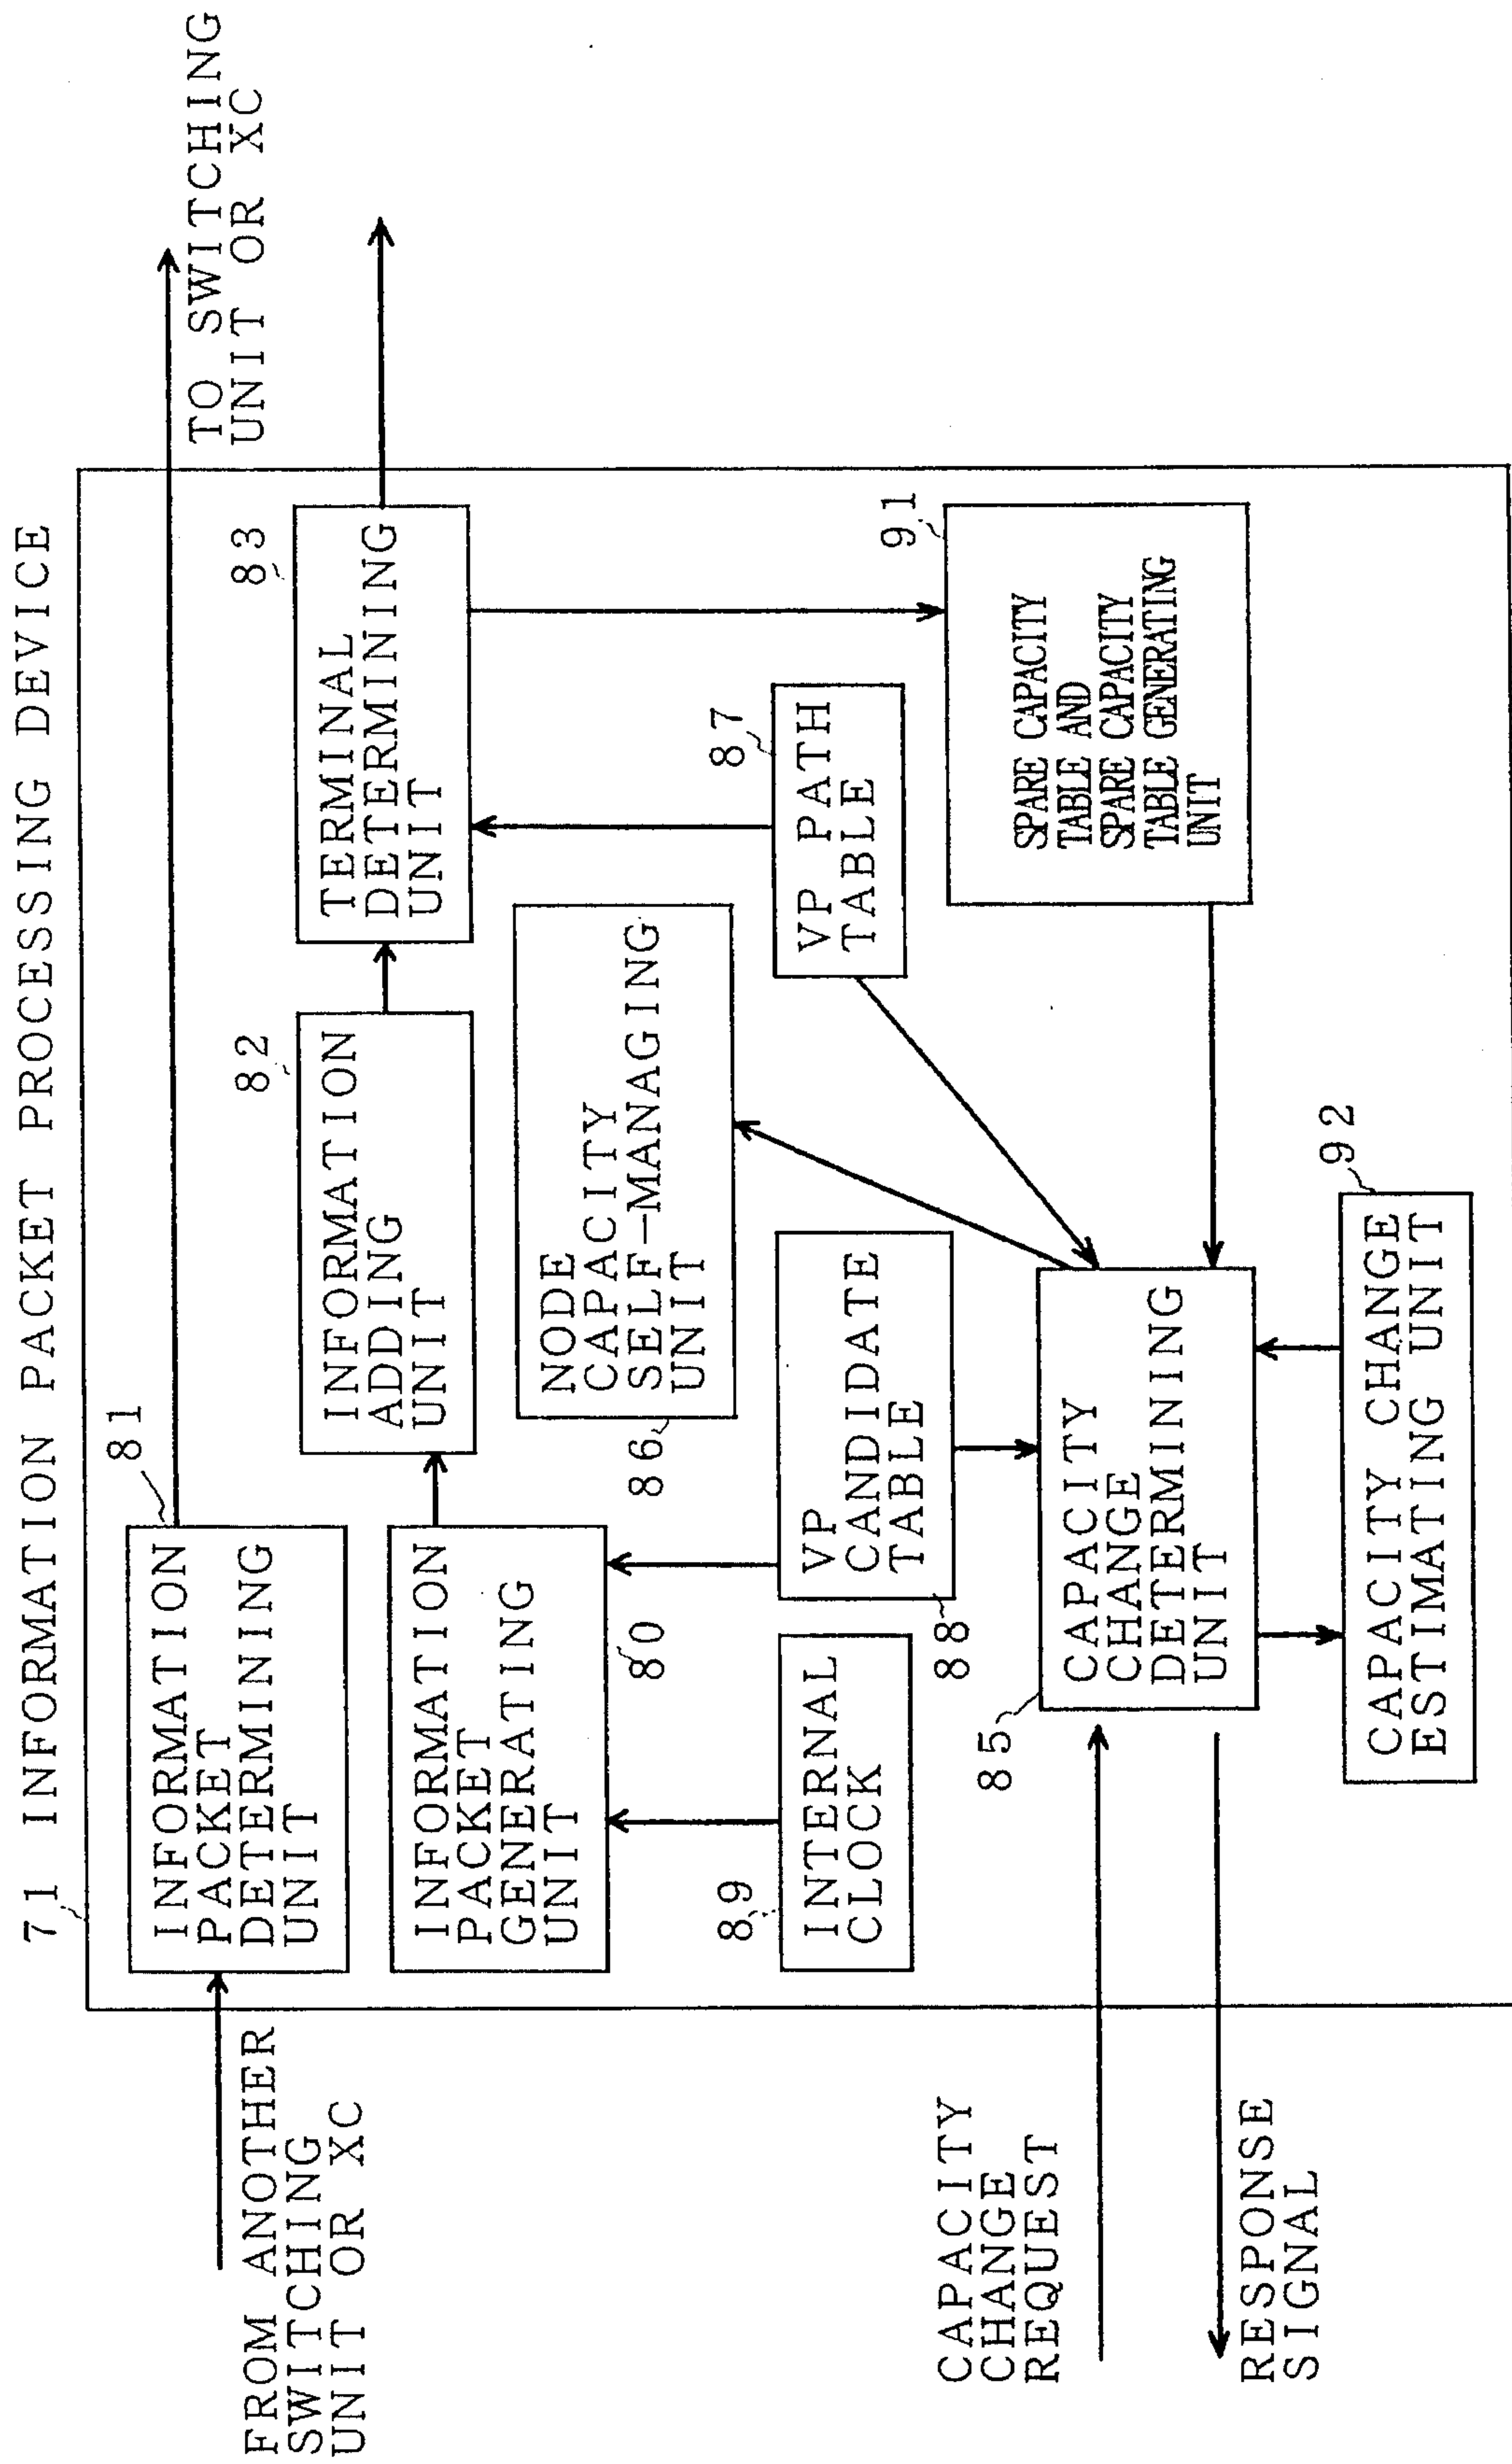 71 INFORMATION PACKET PROCESSING DEVICE
FROM ANOTHER
SWITCHING
UNIT OR XC
81
INFORMATION
PACKET
DETERMINING
UNIT
TO SWITCHING
UNIT OR XC
INFORMATION
PACKET
GENERATING
UNIT
80
82
INFORMATION
ADDING
UNIT
83
TERMINAL
DETERMINING
UNIT
NODE
CAPACITY
SELF-MANAGING
UNIT
86
87
VP PATH
TABLE
89
INTERNAL
CLOCK
VP
CANDIDATE
TABLE
88
91
SPARE CAPACITY
TABLE AND
SPARE CAPACITY
TABLE GENERATING
UNIT
CAPACITY
CHANGE
REQUEST
85
CAPACITY
CHANGE
DETERMINING
UNIT
RESPONSE
SIGNAL
92
CAPACITY CHANGE
ESTIMATING UNIT